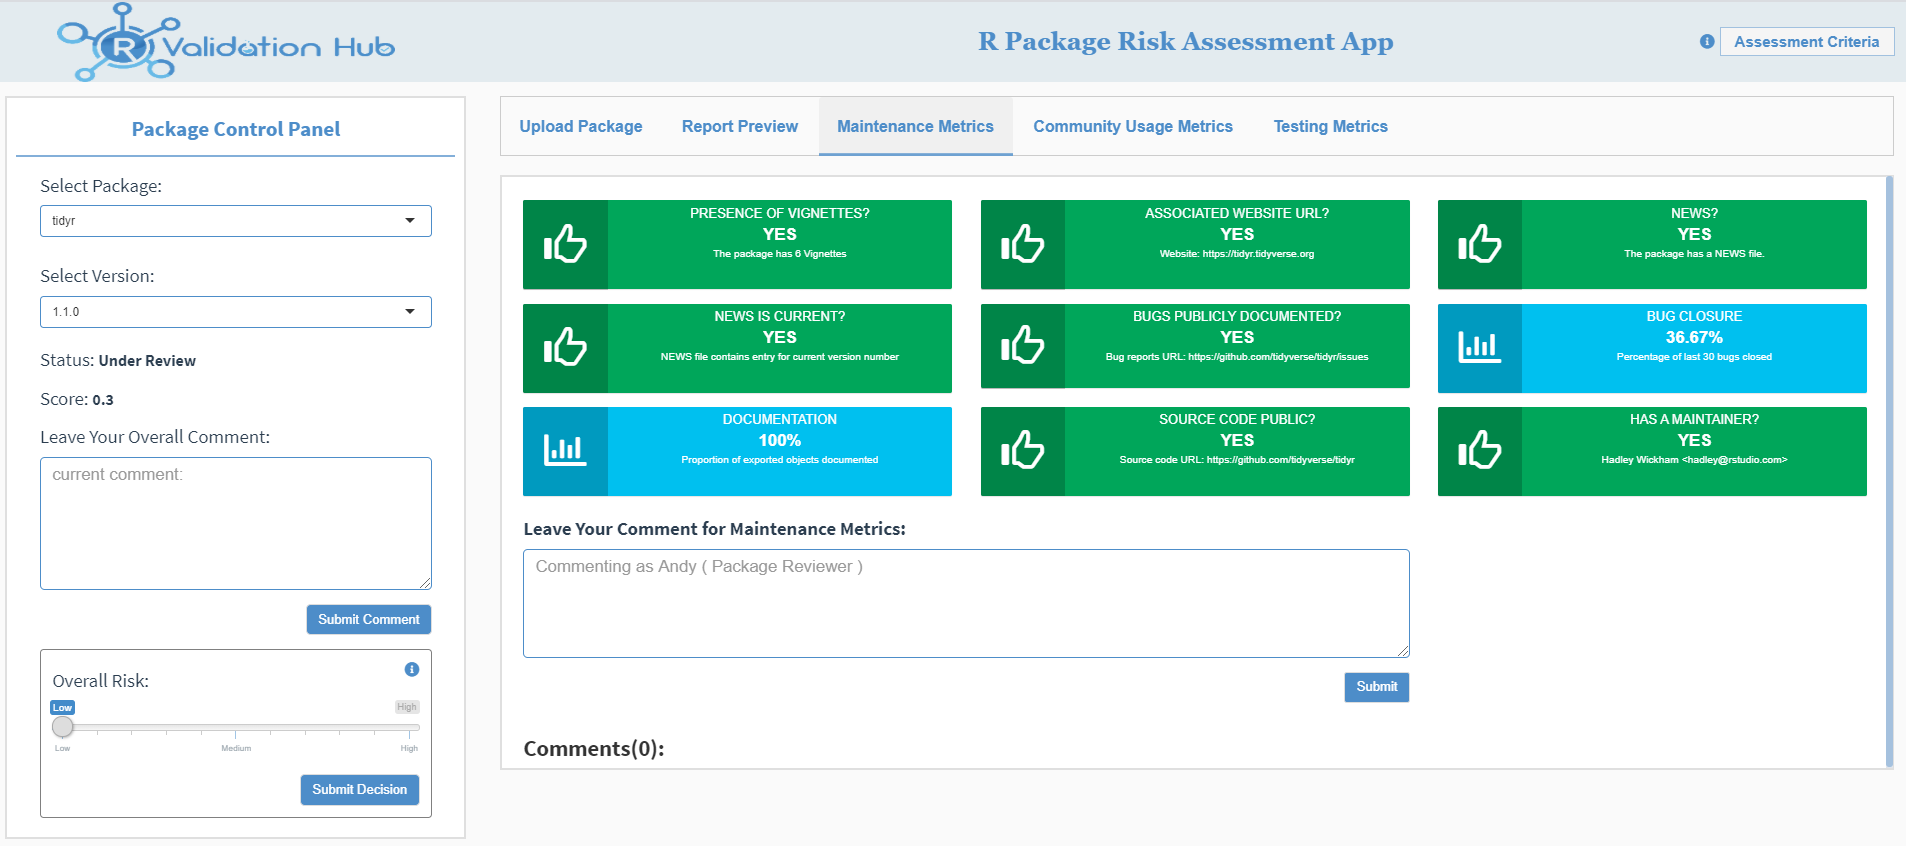 R Validation Hub
R Package Risk Assessment App
Assessment Criteria
Package Control Panel
Select Package:
tidyr
Select Version:
1.1.0
Status: Under Review
Score: 0.3
Leave Your Overall Comment:
current comment:
Submit Comment
Overall Risk:
Low
High
Low
Medium
High
Submit Decision
Upload Package
Report Preview
Maintenance Metrics
Community Usage Metrics
Testing Metrics
PRESENCE OF VIGNETTES?
YES
The package has 6 Vignettes
ASSOCIATED WEBSITE URL?
YES
Website: https://tidyr.tidyverse.org
NEWS?
YES
The package has a NEWS file.
NEWS IS CURRENT?
YES
NEWS file contains entry for current version number
BUGS PUBLICLY DOCUMENTED?
YES
Bug reports URL: https://github.com/tidyverse/tidyr/issues
BUG CLOSURE
36.67%
Percentage of last 30 bugs closed
DOCUMENTATION
100%
Proportion of exported objects documented
SOURCE CODE PUBLIC?
YES
Source code URL: https://github.com/tidyverse/tidyr
HAS A MAINTAINER?
YES
Hadley Wickham <hadley@rstudio.com>
Leave Your Comment for Maintenance Metrics:
Commenting as Andy ( Package Reviewer )
Submit
Comments(0):